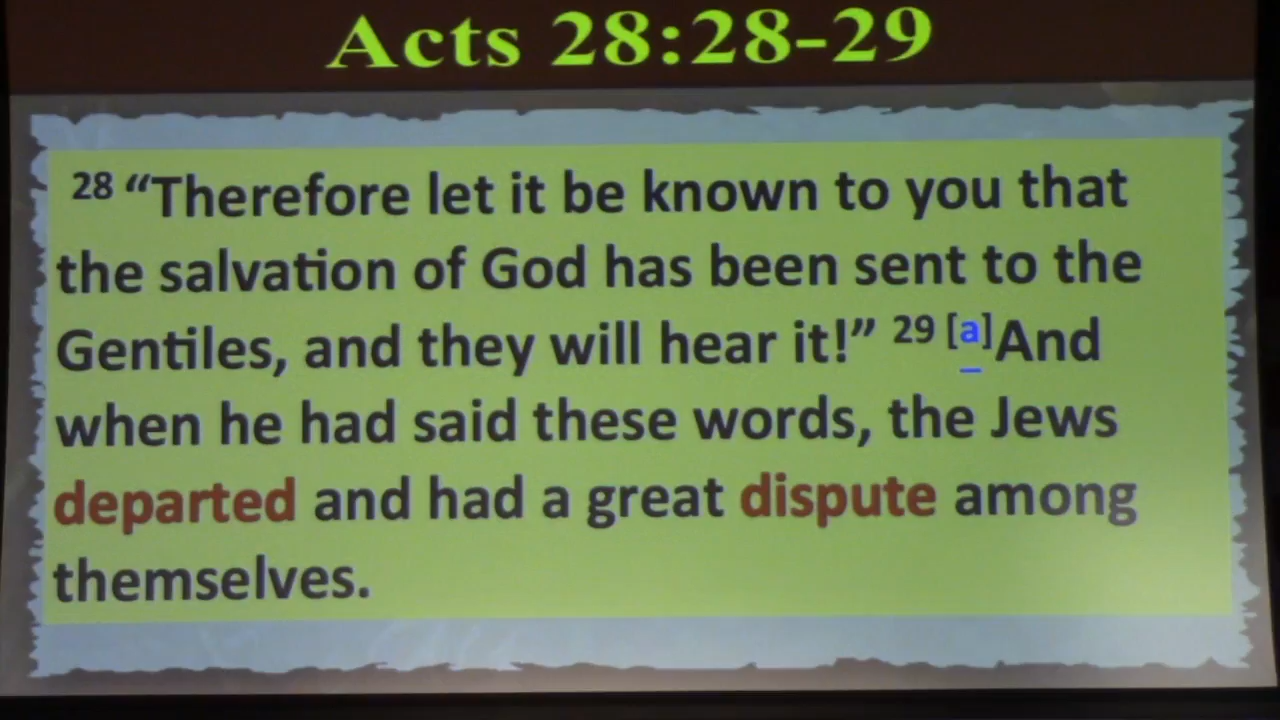 Acts 28:28-29
28 “Therefore let it be known to you that
the salvation of God has been sent to the
Gentiles, and they will hear it!” 29 [a]And
when he had said these words, the Jews
departed and had a great dispute among
themselves.